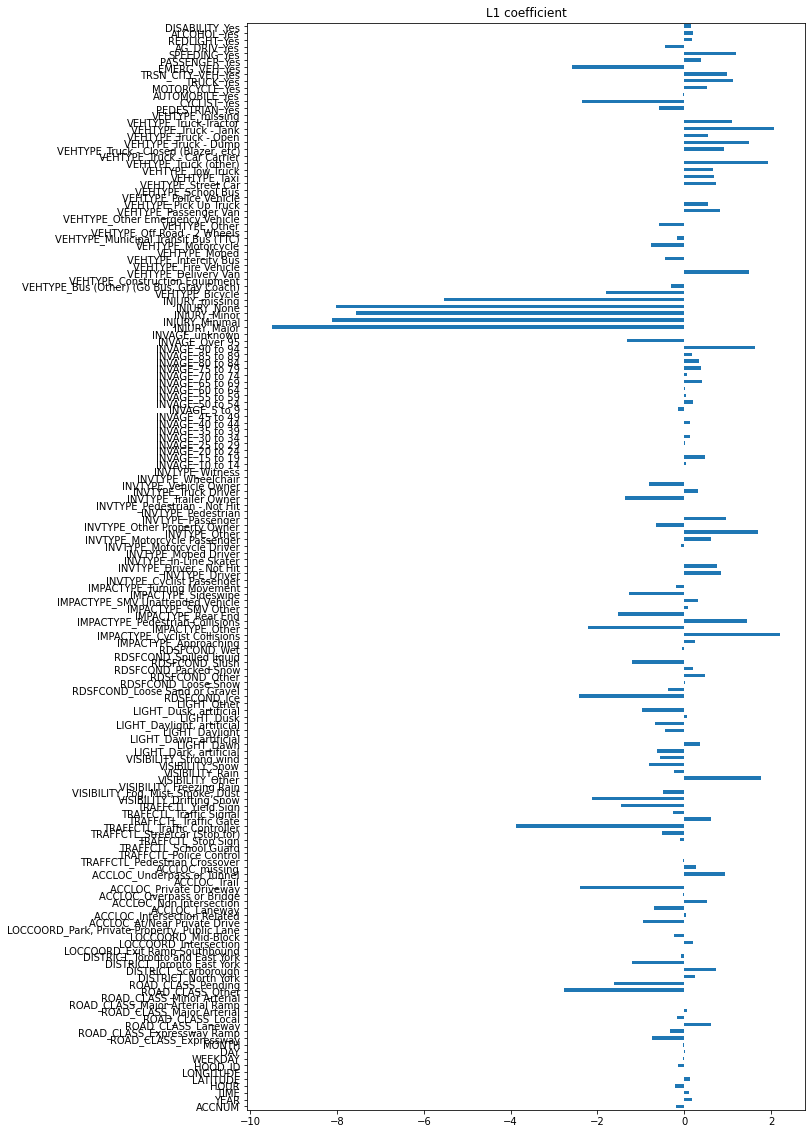 L1 coefficient
DISABILITY_Yes
ALCOHOL_Yes
REDLIGHT_Yes
AG_DRIV_Yes
SPEEDING_Yes
PASSENGER_Yes
EMERG_VEH_Yes
TRSN_CITY_VEH_Yes
TRUCK_Yes
MOTORCYCLE_Yes
AUTOMOBILE_Yes
CYCLIST_Yes
PEDESTRIAN_Yes
VEHTYPE_missing
VEHTYPE_Truck-Tractor
VEHTYPE_Truck - Tank
VEHTYPE_Truck - Open
VEHTYPE_Truck - Dump
VEHTYPE_Truck - Closed (Blazer, etc)
VEHTYPE_Truck - Car Carrier
VEHTYPE_Truck (other)
VEHTYPE_Tow Truck
VEHTYPE_Taxi
VEHTYPE_Street Car
VEHTYPE_School Bus
VEHTYPE_Police Vehicle
VEHTYPE_Pick Up Truck
VEHTYPE_Passenger Van
VEHTYPE_Other Emergency Vehicle
VEHTYPE_Other
VEHTYPE_Off Road - 2 Wheels
VEHTYPE_Municipal Transit Bus (TTC)
VEHTYPE_Motorcycle
VEHTYPE_Moped
VEHTYPE_Intercity Bus
VEHTYPE_Fire Vehicle
VEHTYPE_Delivery Van
VEHTYPE_Construction Equipment
VEHTYPE_Bus (Other) (Go Bus, Gray Coach)
VEHTYPE_Bicycle
INJURY_missing
INJURY_None
INJURY_Minor
INJURY_Minimal
INJURY_Major
INVAGE_unknown
INVAGE_Over 95
INVAGE_90 to 94
INVAGE_85 to 89
INVAGE_80 to 84
INVAGE_75 to 79
INVAGE_70 to 74
INVAGE_65 to 69
INVAGE_60 to 64
INVAGE_55 to 59
INVAGE_50 to 54
INVAGE_5 to 9
INVAGE_45 to 49
INVAGE_40 to 44
INVAGE_35 to 39
INVAGE_30 to 34
INVAGE_25 to 29
INVAGE_20 to 24
INVAGE_15 to 19
INVAGE_10 to 14
INVTYPE_Witness
INVTYPE_Wheelchair
INVTYPE_Vehicle Owner
INVTYPE_Truck Driver
INVTYPE_Trailer Owner
INVTYPE_Pedestrian - Not Hit
INVTYPE_Pedestrian
INVTYPE_Passenger
INVTYPE_Other Property Owner
INVTYPE_Other
INVTYPE_Motorcycle Passenger
INVTYPE_Motorcycle Driver
INVTYPE_Moped Driver
INVTYPE_In-Line Skater
INVTYPE_Driver - Not Hit
INVTYPE_Driver
INVTYPE_Cyclist Passenger
IMPACTYPE_Turning Movement
IMPACTYPE_Sideswipe
IMPACTYPE_SMV Unattended Vehicle
IMPACTYPE_SMV Other
IMPACTYPE_Rear End
IMPACTYPE_Pedestrian Collisions
IMPACTYPE_Other
IMPACTYPE_Cyclist Collisions
IMPACTYPE_Approaching
RDSFCOND_Wet
RDSFCOND_Spilled liquid
RDSFCOND_Slush
RDSFCOND_Packed Snow
RDSFCOND_Other
RDSFCOND_Loose Snow
RDSFCOND_Loose Sand or Gravel
RDSFCOND_Ice
LIGHT_Other
LIGHT_Dusk, artificial
LIGHT_Dusk
LIGHT_Daylight, artificial
LIGHT_Daylight
LIGHT_Dawn, artificial
LIGHT_Dawn
LIGHT_Dark, artificial
VISIBILITY_Strong wind
VISIBILITY_Snow
VISIBILITY_Rain
VISIBILITY_Other
VISIBILITY_Freezing Rain
VISIBILITY_Fog, Mist, Smoke, Dust
VISIBILITY_Drifting Snow
TRAFFCTL_Yield Sign
TRAFFCTL_Traffic Signal
TRAFFCTL_Traffic Gate
TRAFFCTL_Traffic Controller
TRAFFCTL_Streetcar (Stop for)
TRAFFCTL_Stop Sign
TRAFFCTL_School Guard
TRAFFCTL_Police Control
TRAFFCTL_Pedestrian Crossover
ACCLOC_missing
ACCLOC_Underpass or Tunnel
ACCLOC_Trail
ACCLOC_Private Driveway
ACCLOC_Overpass or Bridge
ACCLOC_Non Intersection
ACCLOC_Laneway
ACCLOC_Intersection Related
ACCLOC_At/Near Private Drive
LOCCOORD_Park, Private Property, Public Lane
LOCCOORD_Mid-Block
LOCCOORD_Intersection
LOCCOORD_Exit Ramp Southbound
DISTRICT_Toronto and East York
DISTRICT_Toronto East York
DISTRICT_Scarborough
DISTRICT_North York
ROAD_CLASS_Pending
ROAD_CLASS_Other
ROAD_CLASS_Minor Arterial
ROAD_CLASS_Major Arterial Ramp
ROAD_CLASS_Major Arterial
ROAD_CLASS_Local
ROAD_CLASS_Laneway
ROAD_CLASS_Expressway Ramp
ROAD_CLASS_Expressway
MONTH
DAY
WEEKDAY
HOOD_ID
LONGITUDE
LATITUDE
HOUR
TIME
YEAR
ACCNUM
−10 −8 −6 −4 −2 0 2